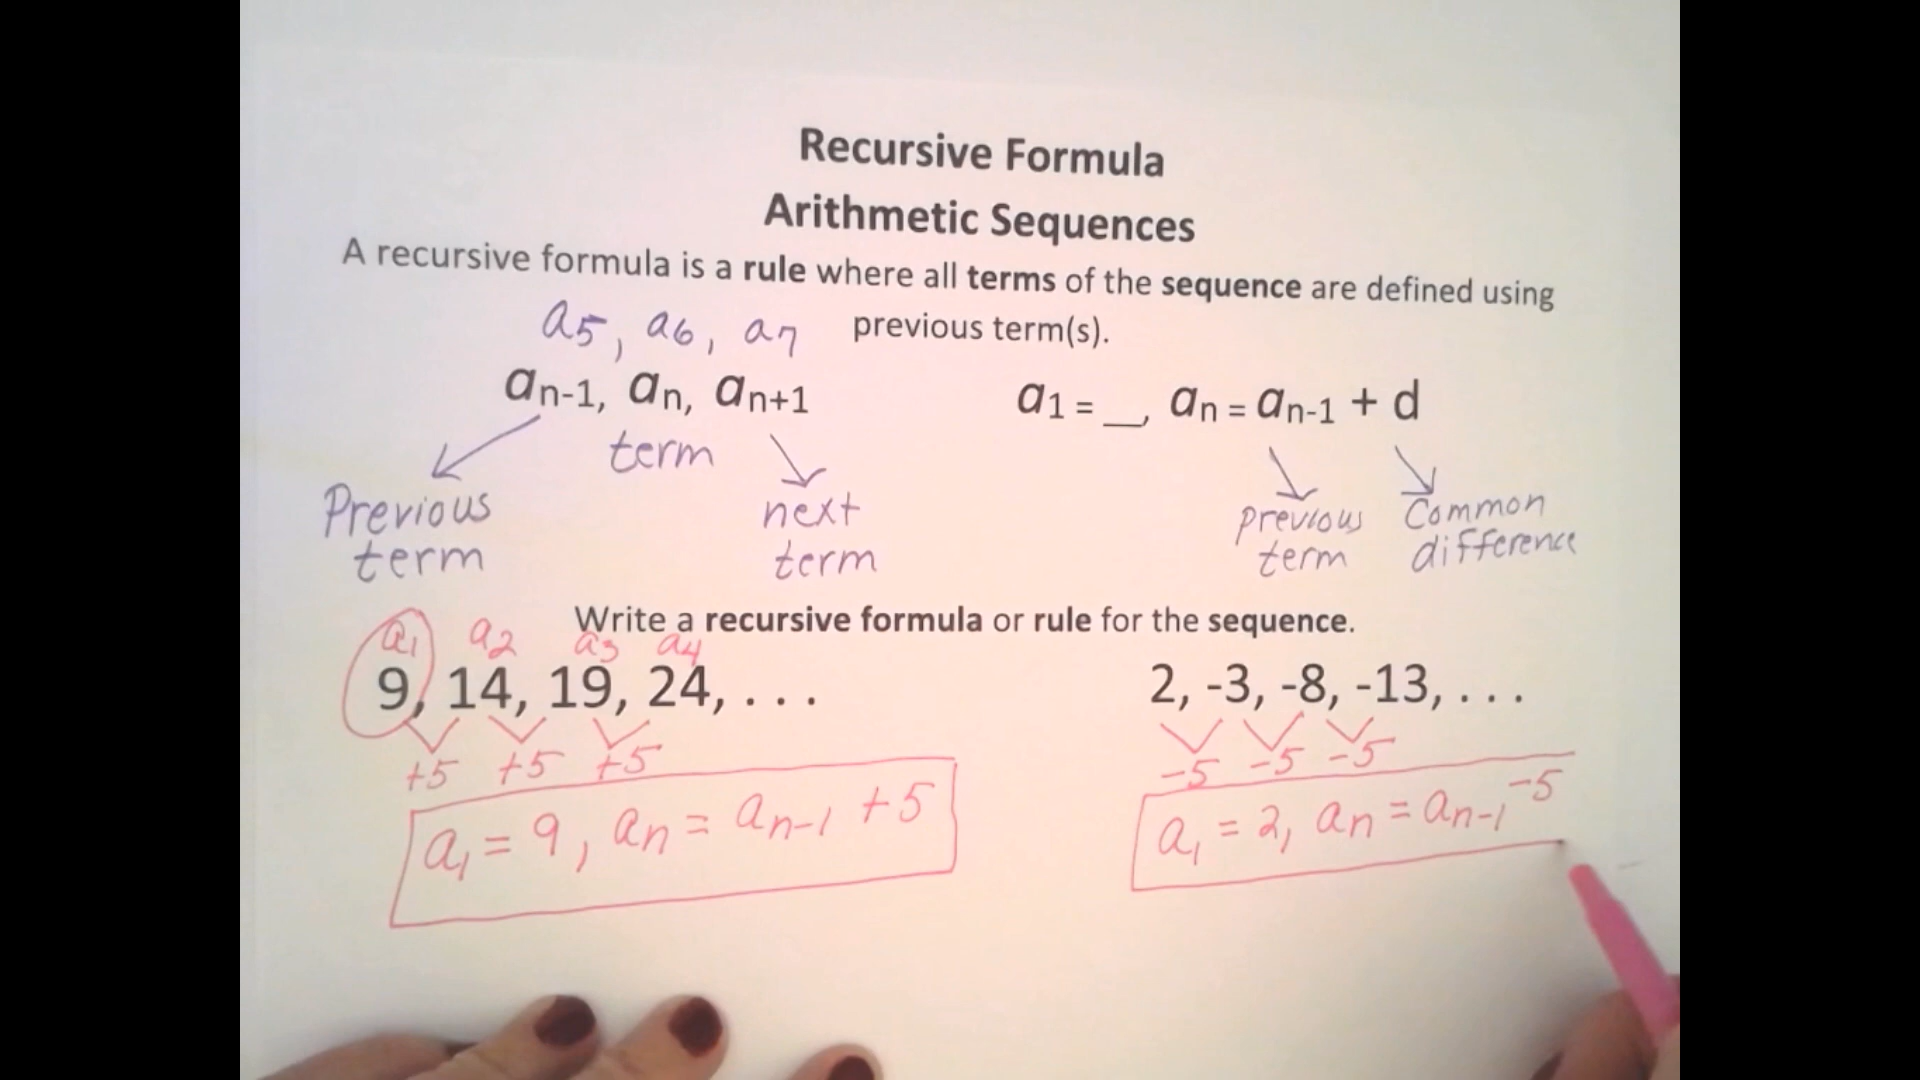 Recursive Formula
Arithmetic Sequences
A recursive formula is a rule where all terms of the sequence are defined using
previous term(s).
a5, a6, a7
an-1, an, an+1
a1 = __, an = an-1 + d
Previous
term
term
next
term
previous
term
Common
difference
Write a recursive formula or rule for the sequence.
a1 a2 a3 a4
9, 14, 19, 24, . . .
+5 +5 +5
a1 = 9, an = an-1 +5
2, -3, -8, -13, . . .
-5 -5 -5
a1 = 2, an = an-1 -5